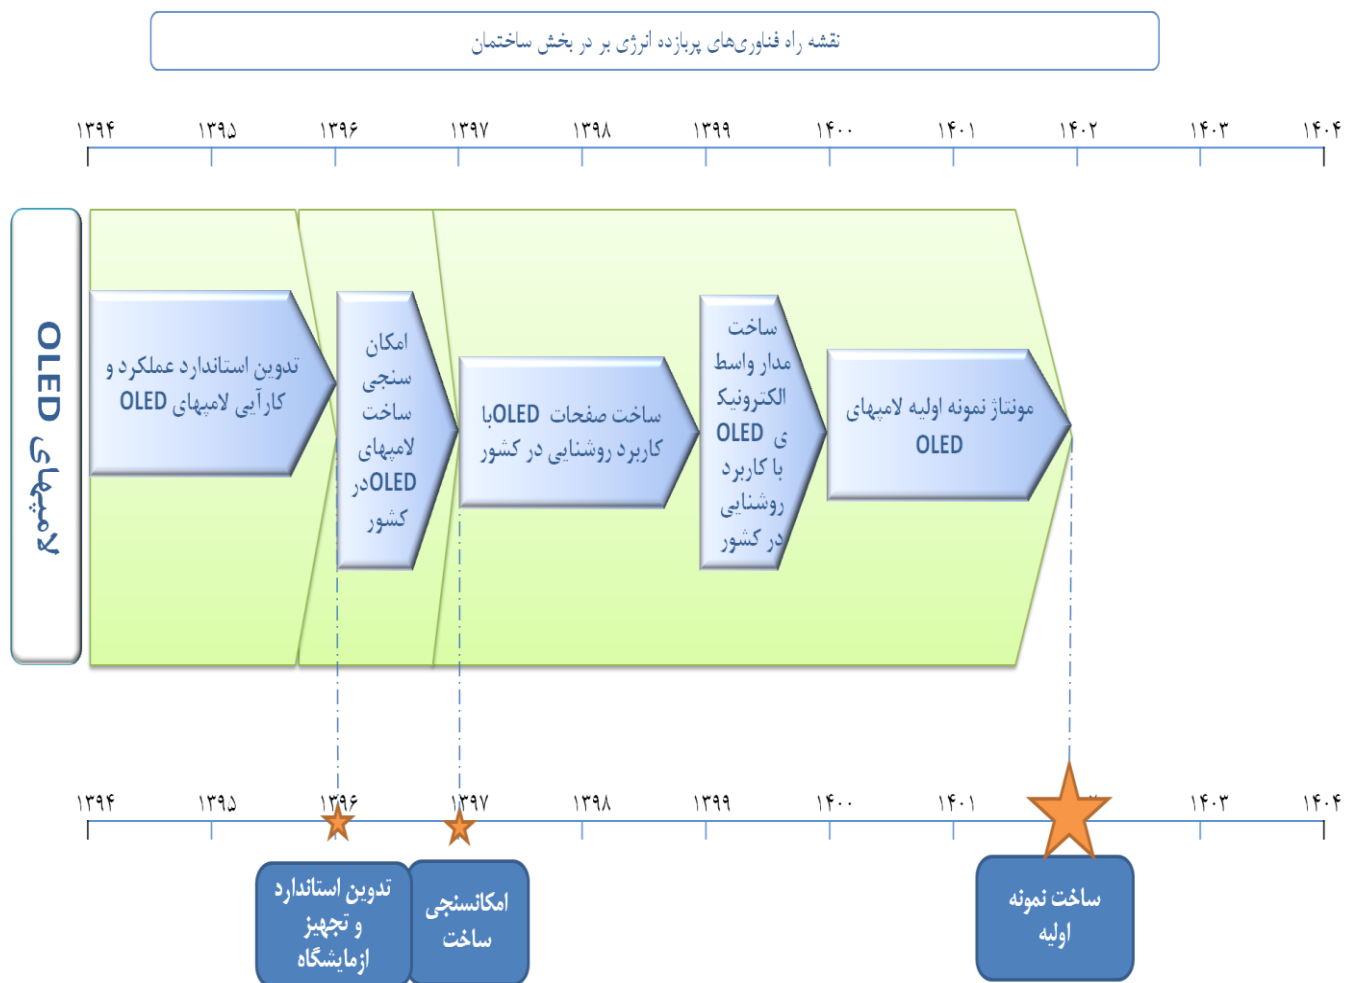 نقشه راه فناوری‌های پربازده انرژی بر در بخش ساختمان
۱۳۹۴ ۱۳۹۵ ۱۳۹۶ ۱۳۹۷ ۱۳۹۸ ۱۳۹۹ ۱۴۰۰ ۱۴۰۱ ۱۴۰۲ ۱۴۰۳ ۱۴۰۴
لامپهای OLED
تدوین استاندارد عملکرد و
کارآیی لامپهای OLED
امکان
سنجی
ساخت
لامپهای
OLEDدر
کشور
ساخت صفحات OLEDبا
کاربرد روشنایی در کشور
ساخت
مدار واسط
الکترونیک
ی OLED
با کاربرد
روشنایی
در کشور
مونتاژ نمونه اولیه لامپهای
OLED
۱۳۹۴ ۱۳۹۵ ۱۳۹۶ ۱۳۹۷ ۱۳۹۸ ۱۳۹۹ ۱۴۰۰ ۱۴۰۱ ۱۴۰۳ ۱۴۰۴
تدوین استاندارد
و تجهیز
ازمایشگاه
امکانسنجی
ساخت
ساخت نمونه
اولیه